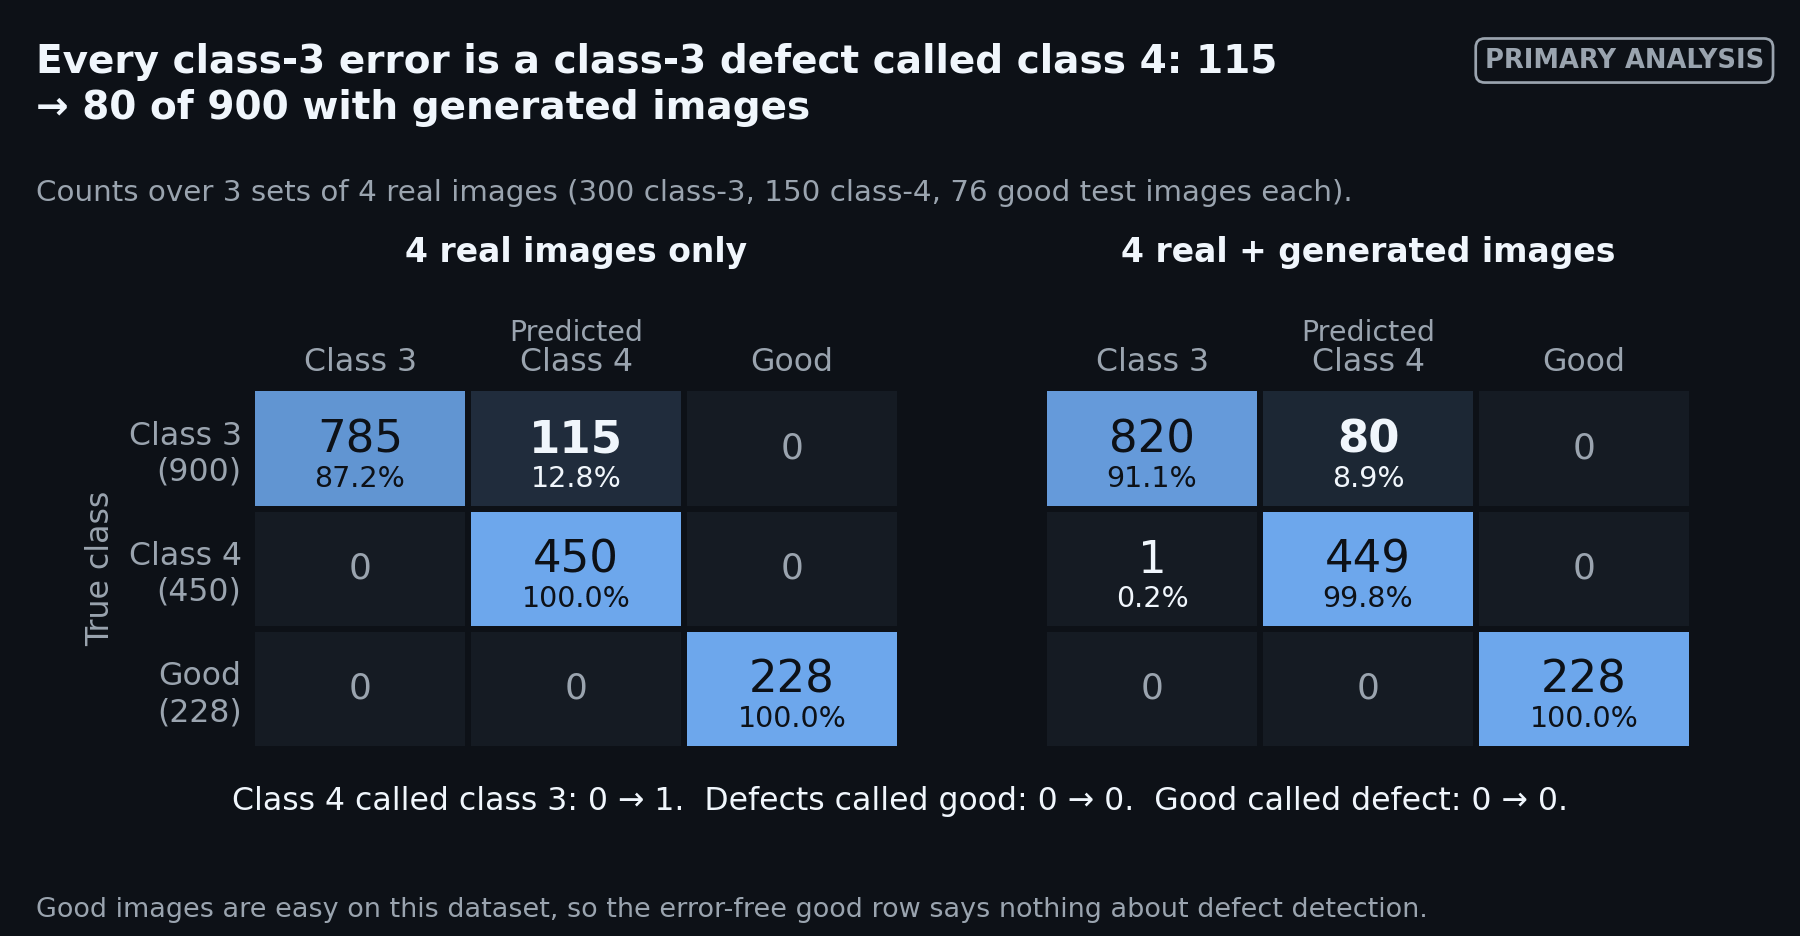 Every class-3 error is a class-3 defect called class 4: 115
→ 80 of 900 with generated images
PRIMARY ANALYSIS
Counts over 3 sets of 4 real images (300 class-3, 150 class-4, 76 good test images each).
4 real images only
Predicted
Class 3 Class 4 Good
True class
Class 3
(900)
785
87.2%
115
12.8%
0
Class 4
(450)
0
450
100.0%
0
Good
(228)
0
0
228
100.0%
4 real + generated images
Predicted
Class 3 Class 4 Good
820
91.1%
80
8.9%
0
1
0.2%
449
99.8%
0
0
0
228
100.0%
Class 4 called class 3: 0 → 1. Defects called good: 0 → 0. Good called defect: 0 → 0.
Good images are easy on this dataset, so the error-free good row says nothing about defect detection.